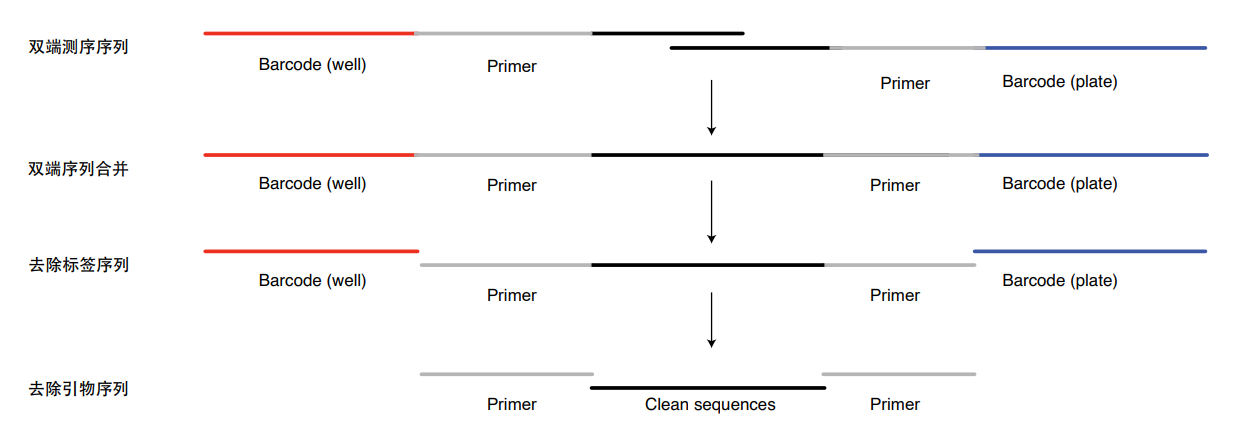 双端测序序列
Barcode (well)
Primer
Primer
Barcode (plate)
双端序列合并
Barcode (well)
Primer
Primer
Barcode (plate)
去除标签序列
Barcode (well)
Primer
Primer
Barcode (plate)
去除引物序列
Primer
Clean sequences
Primer